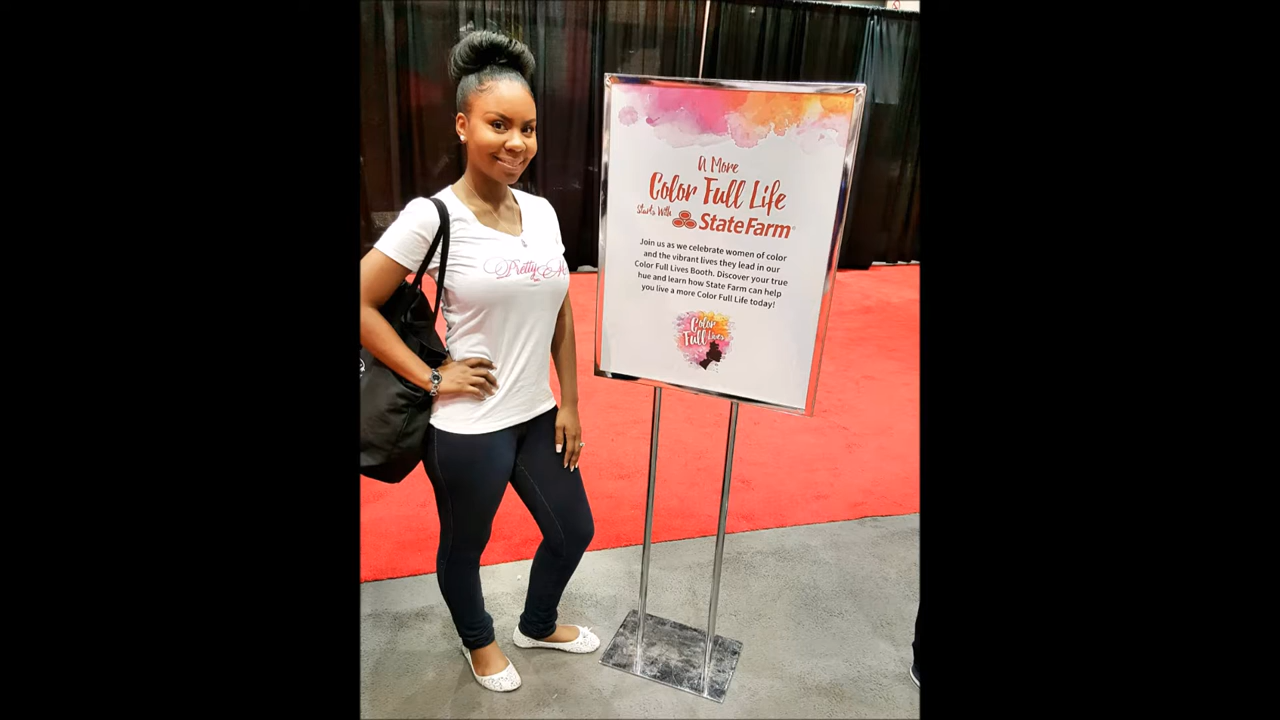 A More
Color Full Life
Starts With State Farm
Join us as we celebrate women of color
and the vibrant lives they lead in our
Color Full Lives Booth. Discover your true
hue and learn how State Farm can help
you live a more Color Full Life today!
Color
Full Lives
Pretty